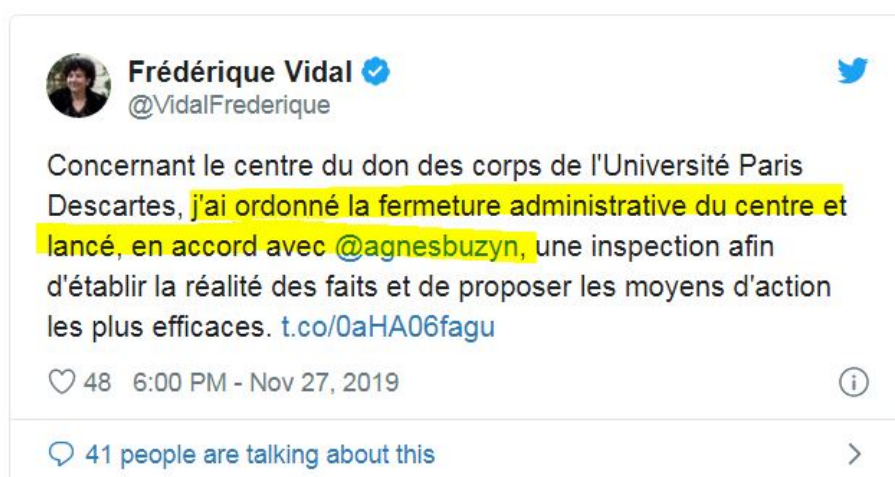 Frédérique Vidal
@VidalFrederique
Concernant le centre du don des corps de l'Université Paris
Descartes, j'ai ordonné la fermeture administrative du centre et
lancé, en accord avec @agnesbuzyn, une inspection afin
d'établir la réalité des faits et de proposer les moyens d'action
les plus efficaces. t.co/0aHA06fagu
48 6:00 PM - Nov 27, 2019
41 people are talking about this